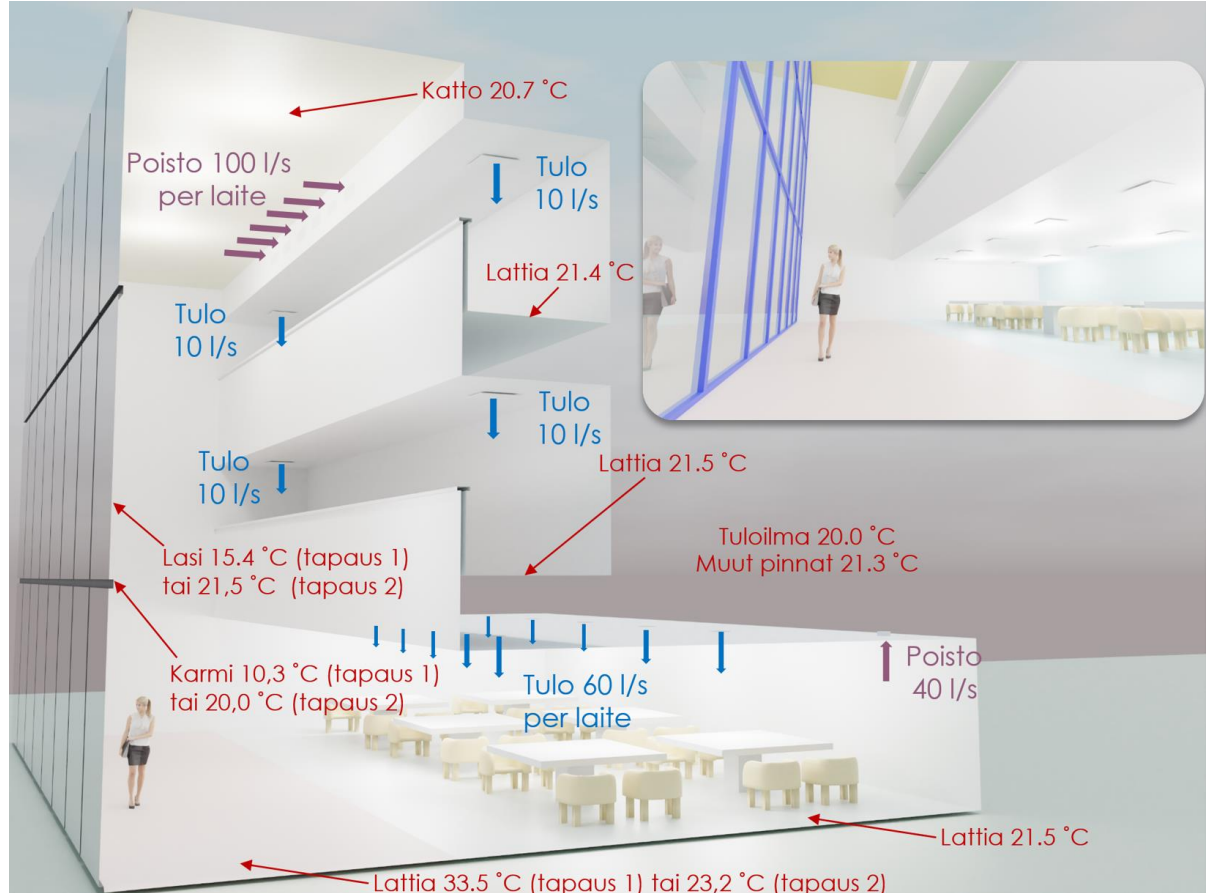 Katto 20.7 ˚C
Poisto 100 l/s
per laite
Tulo
10 l/s
Lattia 21.4 ˚C
Tulo
10 l/s
Tulo
10 l/s
Tulo
10 l/s
Lattia 21.5 ˚C
Tuloilma 20.0 ˚C
Muut pinnat 21.3 ˚C
Lasi 15.4 ˚C (tapaus 1)
tai 21,5 ˚C (tapaus 2)
Karmi 10,3 ˚C (tapaus 1)
tai 20,0 ˚C (tapaus 2)
Tulo 60 l/s
per laite
Poisto
40 l/s
Lattia 21.5 ˚C
Lattia 33.5 ˚C (tapaus 1) tai 23,2 ˚C (tapaus 2)